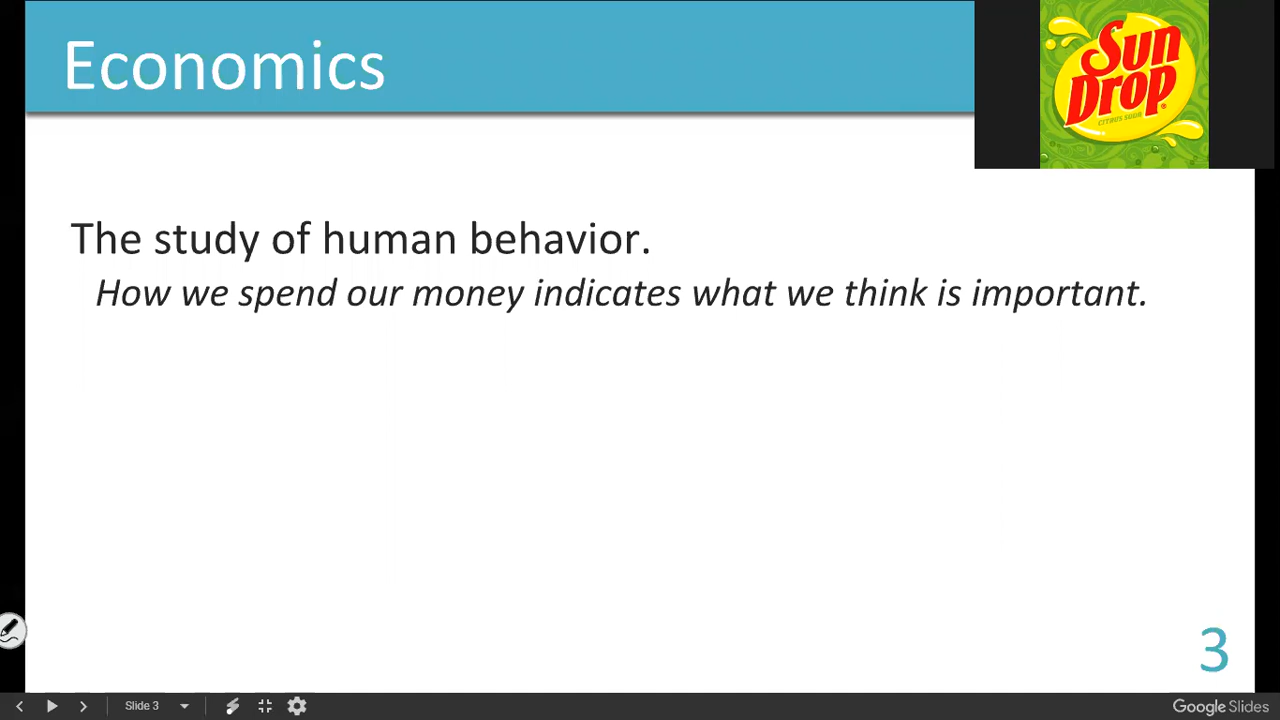 Economics
Sun
Drop
CITRUS SODA
The study of human behavior.
How we spend our money indicates what we think is important.
3
Slide 3
Google Slides